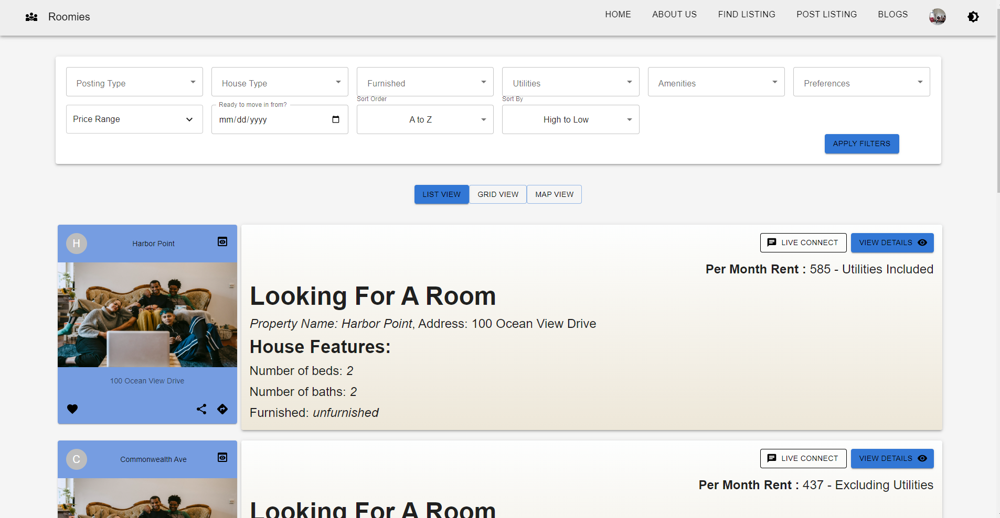 Roomies
HOME ABOUT US FIND LISTING POST LISTING BLOGS
Posting Type House Type Furnished Utilities Amenities Preferences
Ready to move in from? Sort Order Sort By
Price Range mm/dd/yyyy A to Z High to Low
APPLY FILTERS
LIST VIEW GRID VIEW MAP VIEW
H Harbor Point
100 Ocean View Drive
LIVE CONNECT VIEW DETAILS
Per Month Rent : 585 - Utilities Included
Looking For A Room
Property Name: Harbor Point, Address: 100 Ocean View Drive
House Features:
Number of beds: 2
Number of baths: 2
Furnished: unfurnished
C Commonwealth Ave
LIVE CONNECT VIEW DETAILS
Per Month Rent : 437 - Excluding Utilities
Looking For A Room